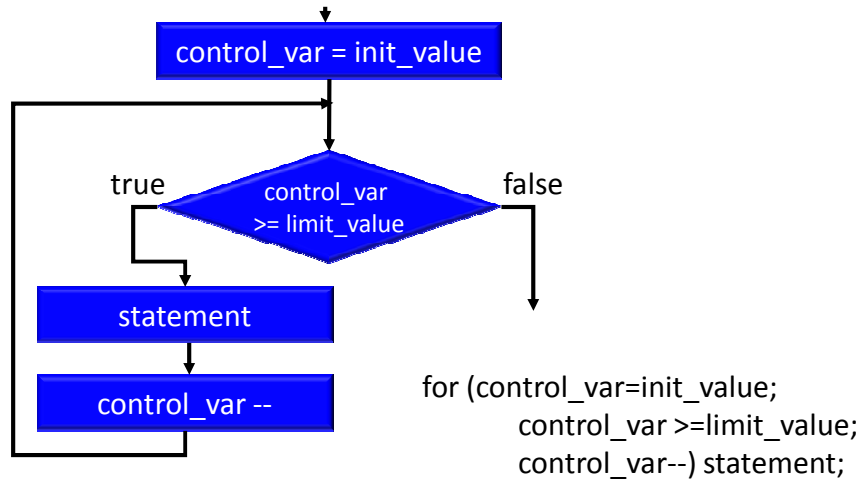 control_var = init_value
true
false
control_var
>= limit_value
statement
control_var --
for (control_var=init_value;
control_var >=limit_value;
control_var--) statement;